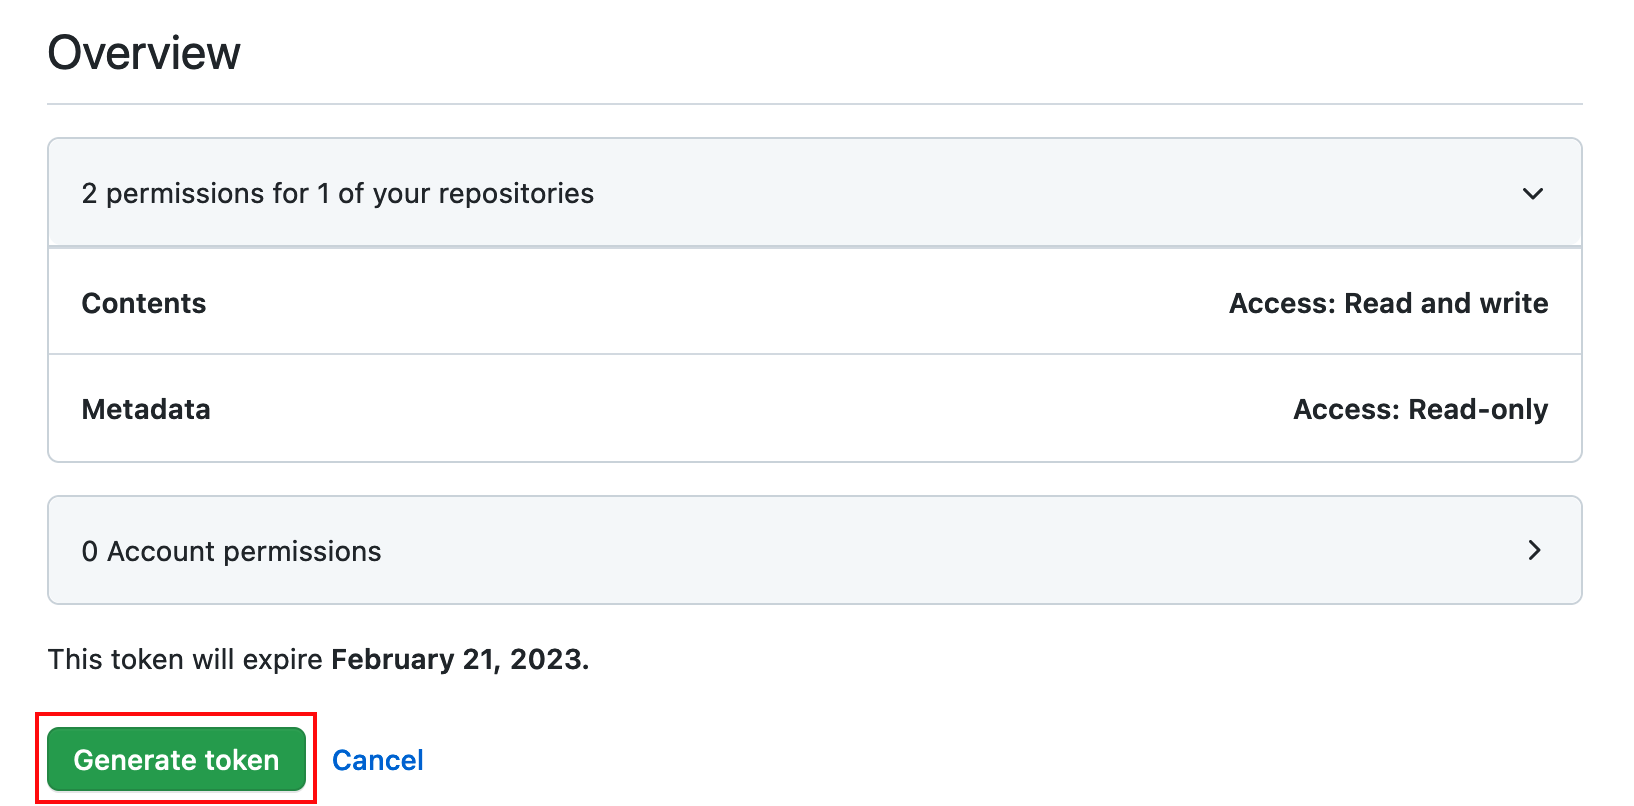 Overview
2 permissions for 1 of your repositories
Contents Access: Read and write
Metadata Access: Read-only
0 Account permissions
This token will expire February 21, 2023.
Generate token Cancel